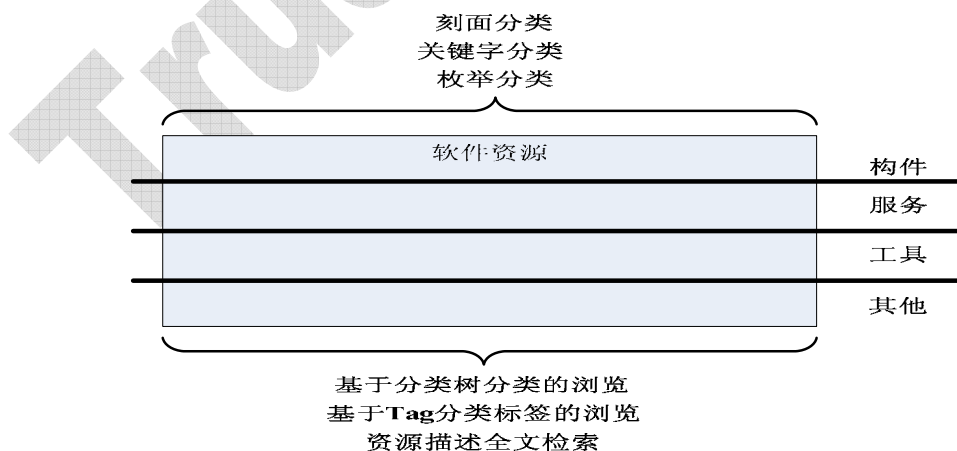 刻面分类
关键字分类
枚举分类
软件资源
构件
服务
工具
其他
基于分类树分类的浏览
基于Tag分类标签的浏览
资源描述全文检索